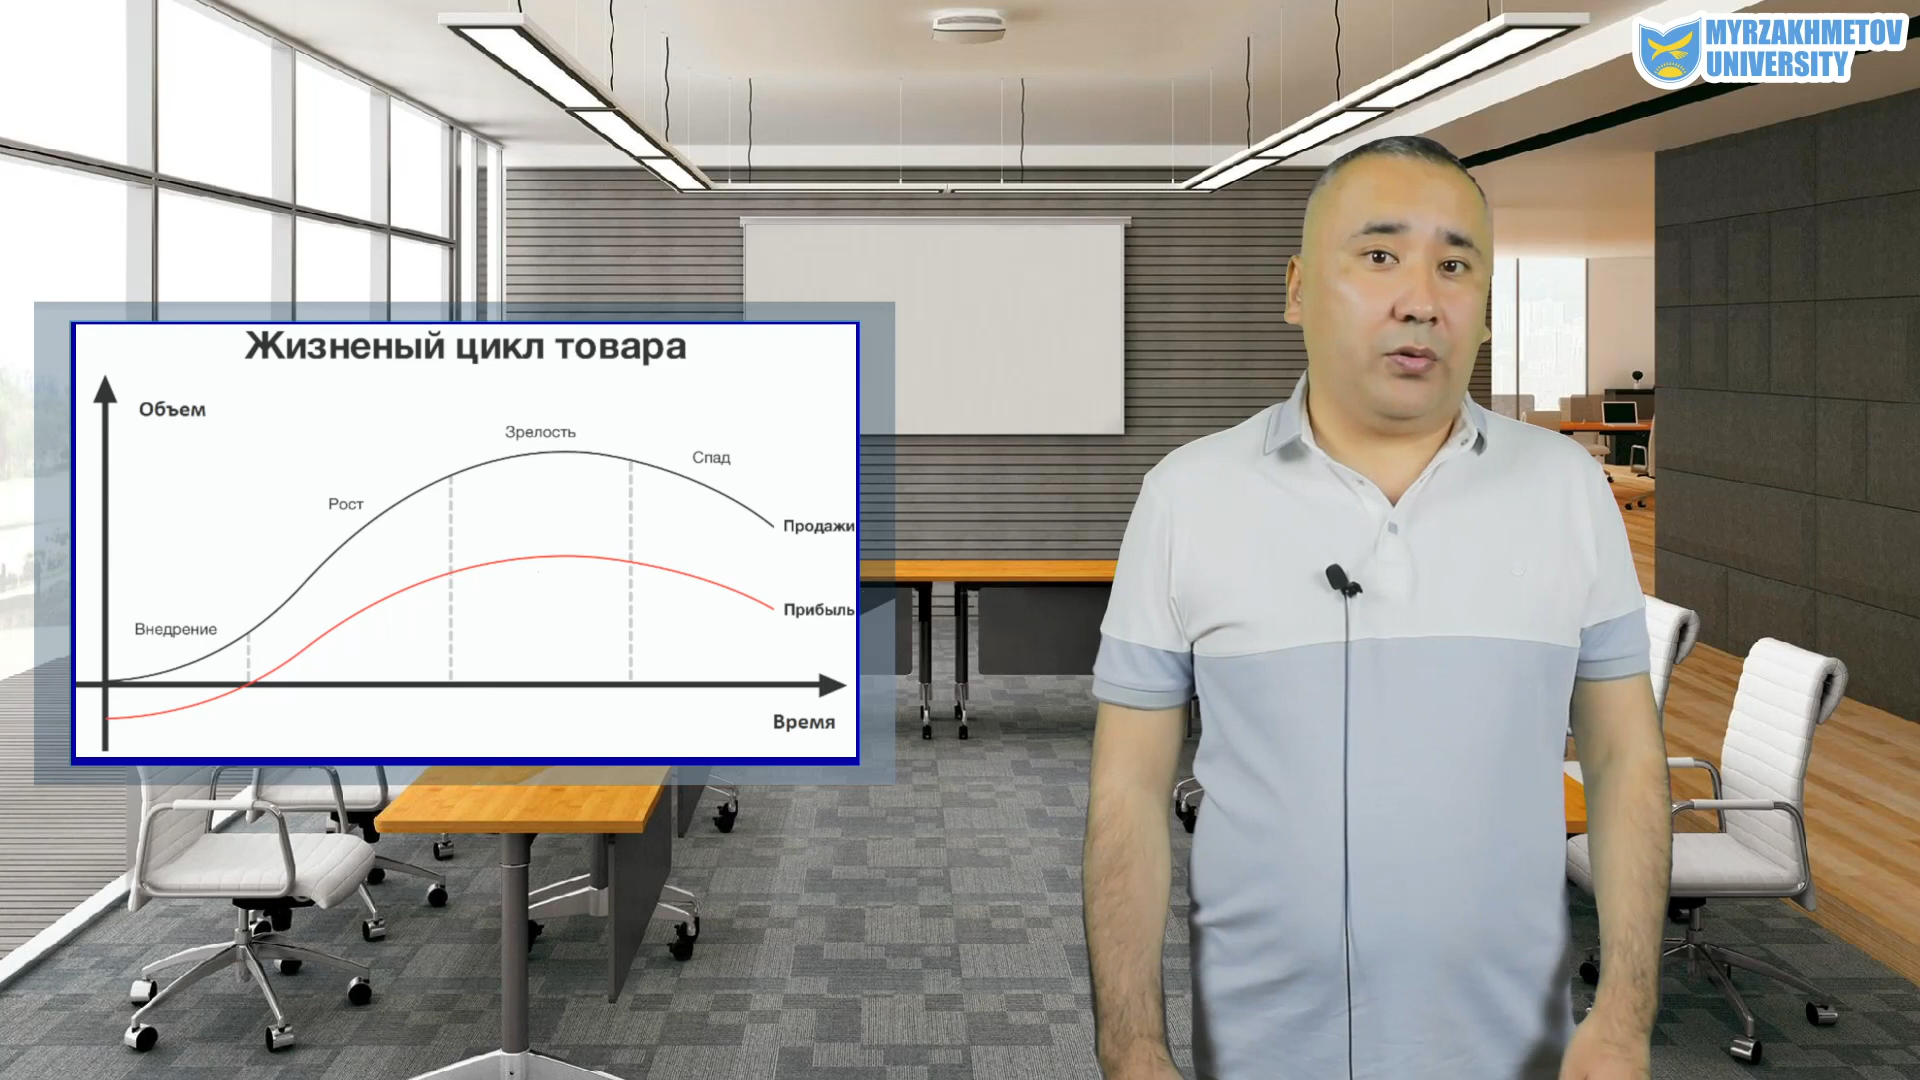 MYRZAKHMETOV
UNIVERSITY
Жизненый цикл товара
Объем
Зрелость
Спад
Рост
Продажи
Прибыль
Внедрение
Время